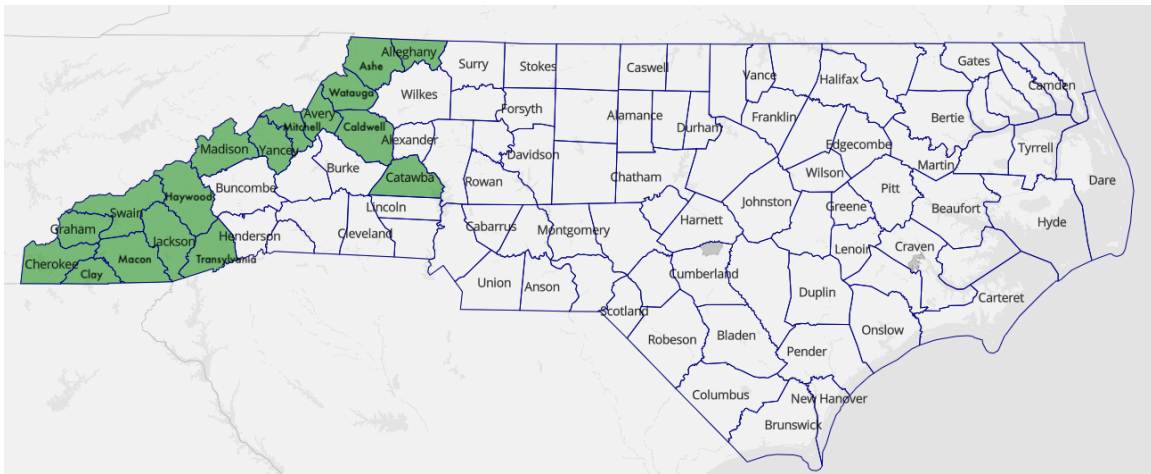 Alleghany
Ashe
Surry
Stokes
Caswell
Vance
Halifax
Gates
Camden
Watauga
Wilkes
Forsyth
Alamance
Durham
Franklin
Bertie
Avery
Mitchell
Caldwell
Alexander
Davidson
Edgecombe
Martin
Tyrrell
Madison
Yancey
Burke
Catawba
Rowan
Chatham
Wilson
Pitt
Dare
Haywood
Buncombe
Lincoln
Johnston
Greene
Beaufort
Hyde
Swain
Graham
Jackson
Henderson
Cleveland
Cabarrus
Montgomery
Harnett
Lenoir
Craven
Cherokee
Macon
Transylvania
Clay
Union
Anson
Cumberland
Duplin
Carteret
Scotland
Robeson
Bladen
Onslow
Pender
Columbus
New Hanover
Brunswick